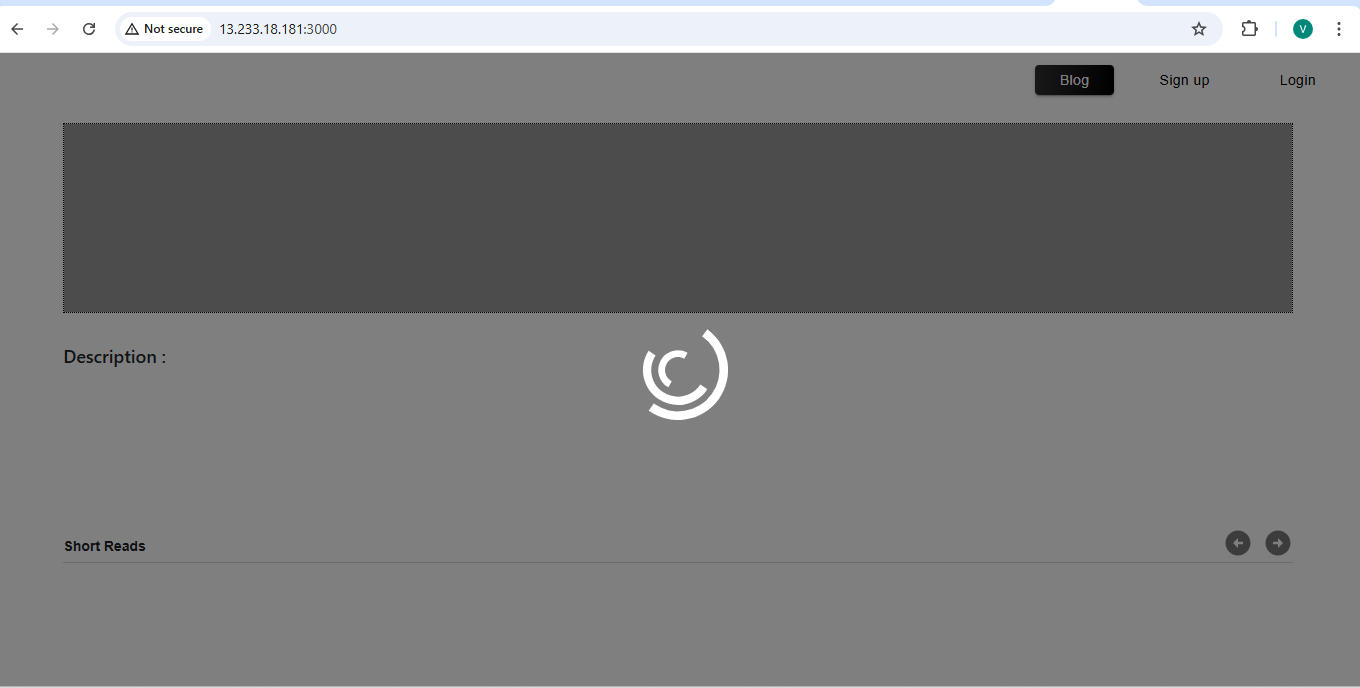 Not secure 13.233.18.181:3000
V
Blog Sign up Login
Description :
Short Reads